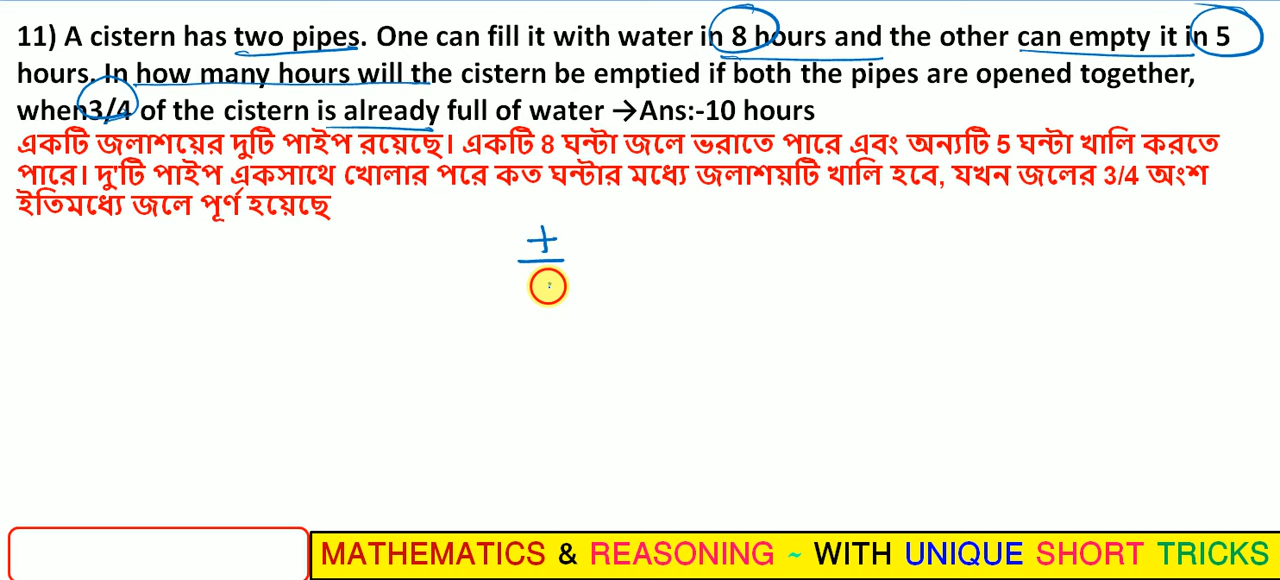 11) A cistern has two pipes. One can fill it with water in 8 hours and the other can empty it in 5
hours. In how many hours will the cistern be emptied if both the pipes are opened together,
when3/4 of the cistern is already full of water →Ans:-10 hours
একটি জলাশয়ের দুটি পাইপ রয়েছে। একটি 8 ঘন্টা জলে ভরাতে পারে এবং অন্যটি 5 ঘন্টা খালি করতে
পারে। দু'টি পাইপ একসাথে খোলার পরে কত ঘন্টার মধ্যে জলাশয়টি খালি হবে, যখন জলের 3/4 অংশ
ইতিমধ্যে জলে পূর্ণ হয়েছে
+
MATHEMATICS & REASONING ~ WITH UNIQUE SHORT TRICKS